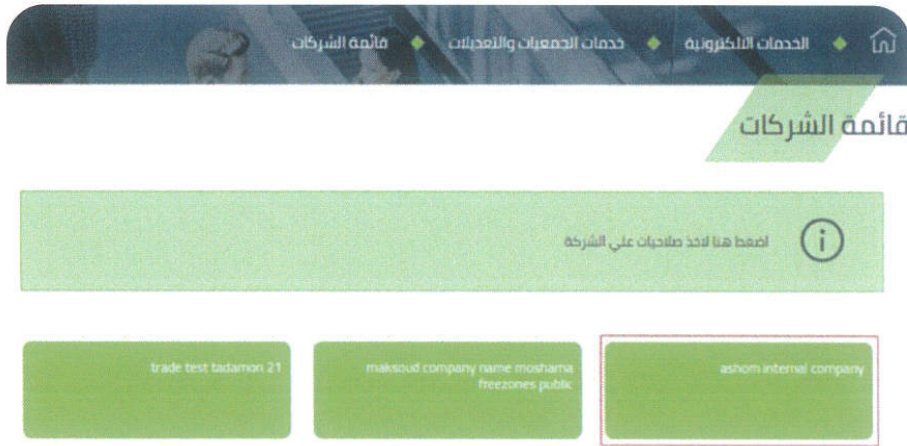 الخدمات الالكترونية ◆ خدمات الجمعيات والتعديلات ◆ قائمة الشركات
قائمة الشركات
اضغط هنا لاخذ صلاحيات علي الشركة
ashom internal company
maksoud company name moshama
freezones public
trade test tadamon 21